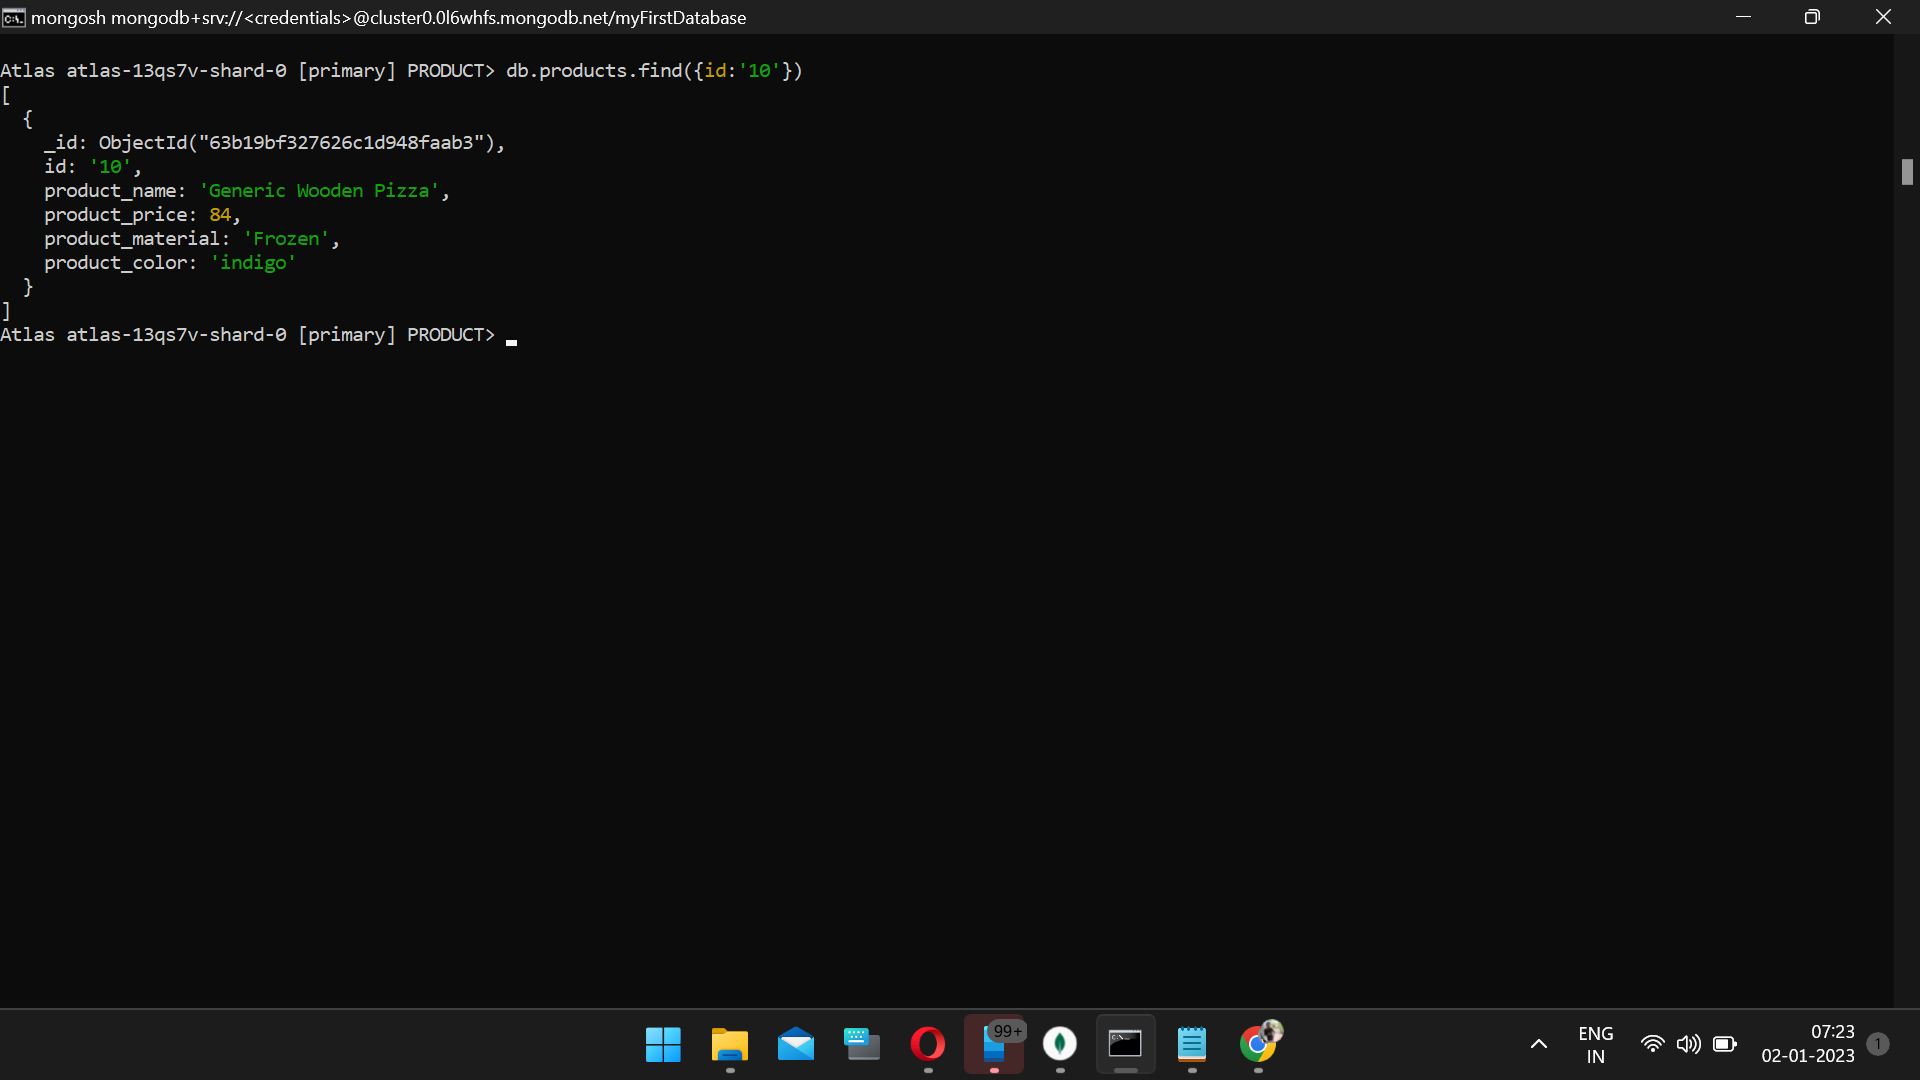 mongosh mongodb+srv://<credentials>@cluster0.0l6whfs.mongodb.net/myFirstDatabase
Atlas atlas-13qs7v-shard-0 [primary] PRODUCT> db.products.find({id:'10'})
[
  {
    _id: ObjectId("63b19bf327626c1d948faab3"),
    id: '10',
    product_name: 'Generic Wooden Pizza',
    product_price: 84,
    product_material: 'Frozen',
    product_color: 'indigo'
  }
]
Atlas atlas-13qs7v-shard-0 [primary] PRODUCT>
99+
ENG
IN
07:23
02-01-2023
1